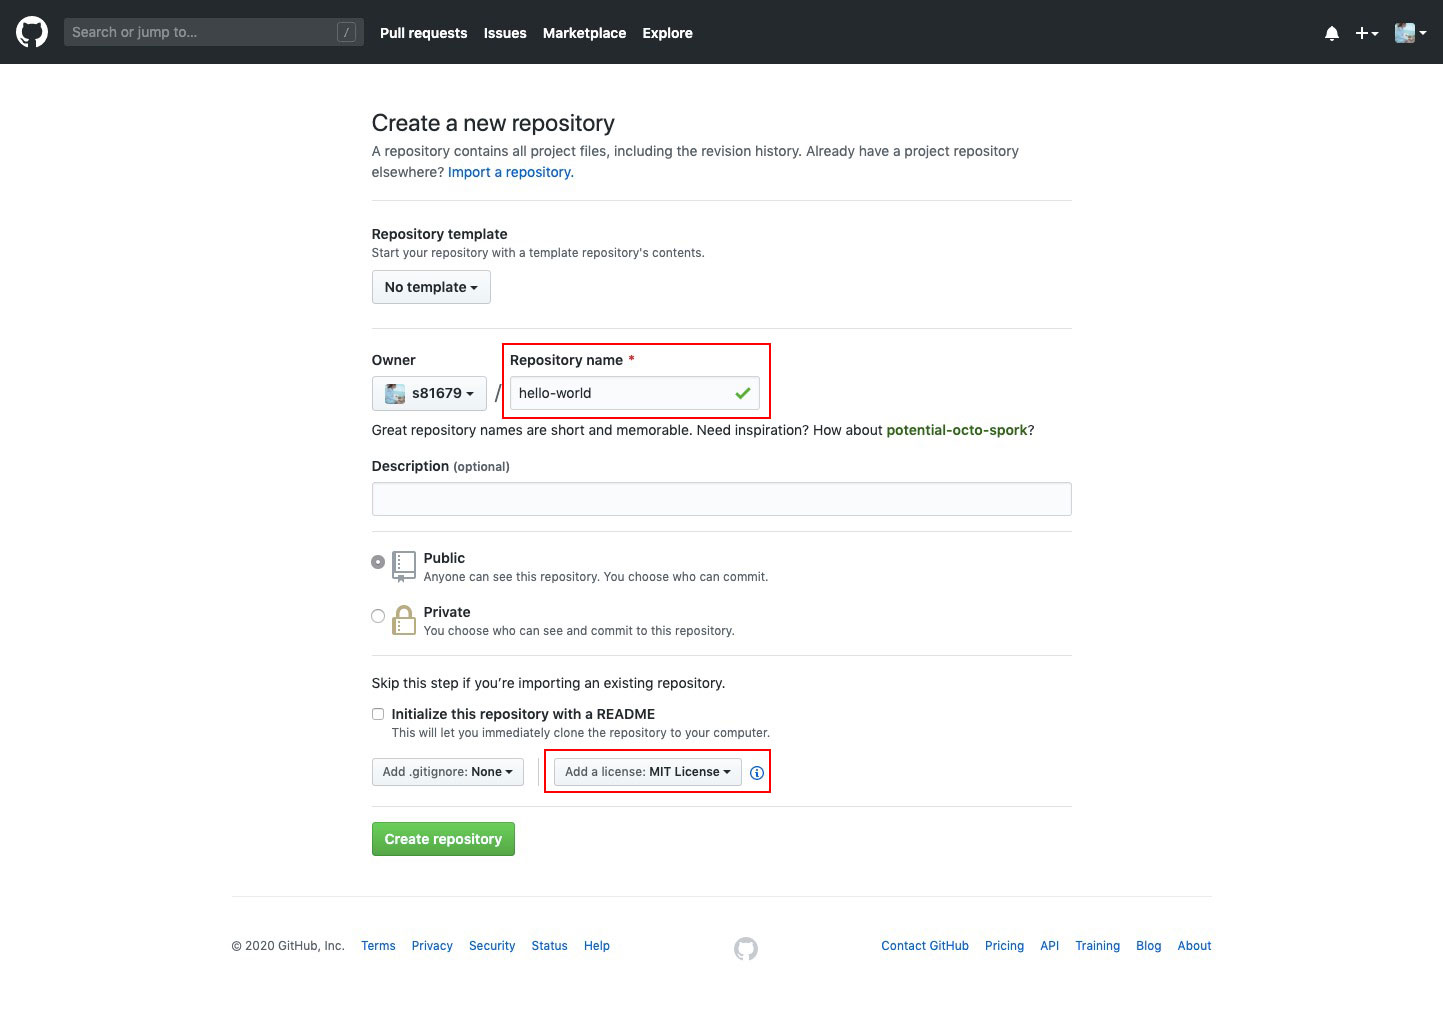 Search or jump to... / Pull requests Issues Marketplace Explore
Create a new repository
A repository contains all project files, including the revision history. Already have a project repository
elsewhere? Import a repository.
Repository template
Start your repository with a template repository's contents.
No template
Owner Repository name *
s81679 / hello-world
Great repository names are short and memorable. Need inspiration? How about potential-octo-spork?
Description (optional)
Public
Anyone can see this repository. You choose who can commit.
Private
You choose who can see and commit to this repository.
Skip this step if you’re importing an existing repository.
Initialize this repository with a README
This will let you immediately clone the repository to your computer.
Add .gitignore: None Add a license: MIT License
Create repository
© 2020 GitHub, Inc. Terms Privacy Security Status Help Contact GitHub Pricing API Training Blog About